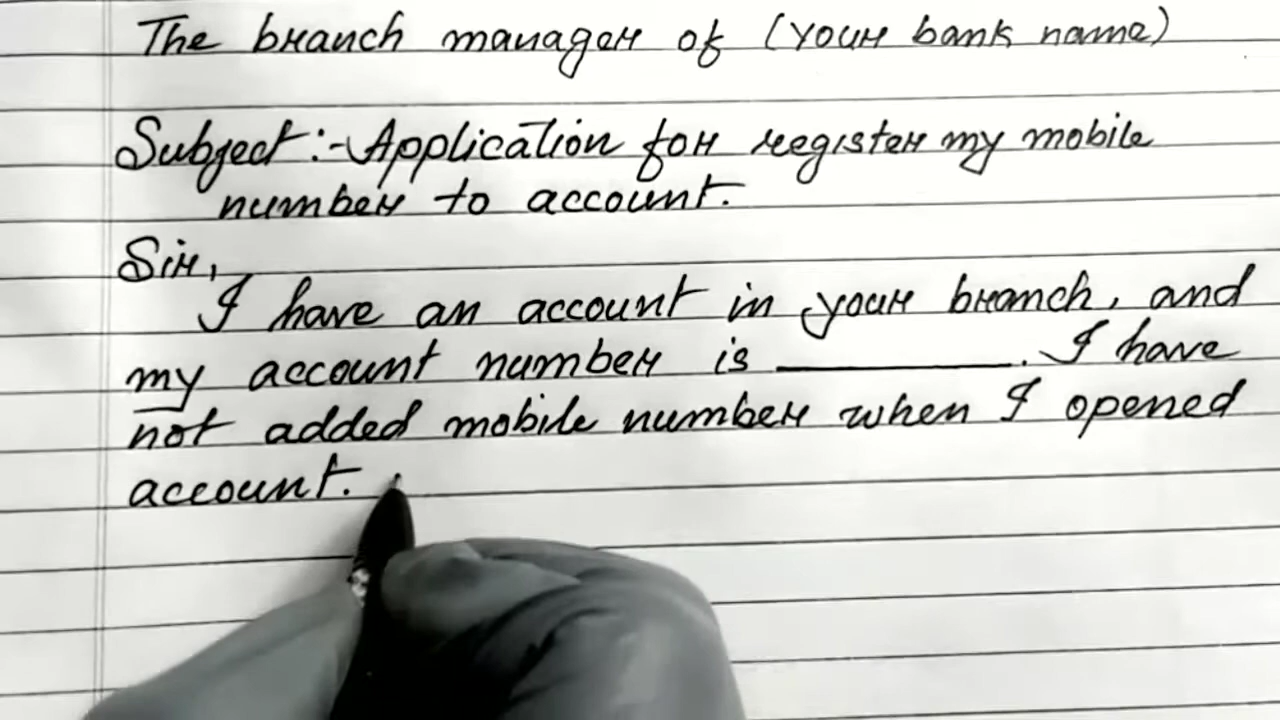 The branch manager of (your bank name)
Subject:- Application for register my mobile
number to account.
Sir,
I have an account in your branch, and
my account number is ________. I have
not added mobile number when I opened
account.